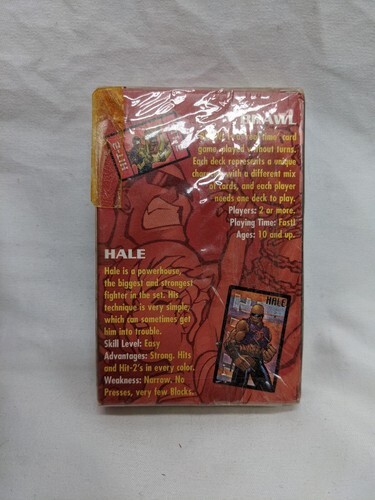 BRAWL
time' card
game, played without turns.
Each deck represents a unique
with a different mix
of cards, and each player
needs one deck to play.
Players: 2 or more.
Playing Time: Fast!
Ages: 10 and up.
HIT-2
HALE
Hale is a powerhouse,
the biggest and strongest
fighter in the set. His
technique is very simple,
which can sometimes get
him into trouble.
Skill Level: Easy
Advantages: Strong. Hits
and Hit-2's in every color.
Weakness: Narrow. No
Presses, very few Blocks.
HALE